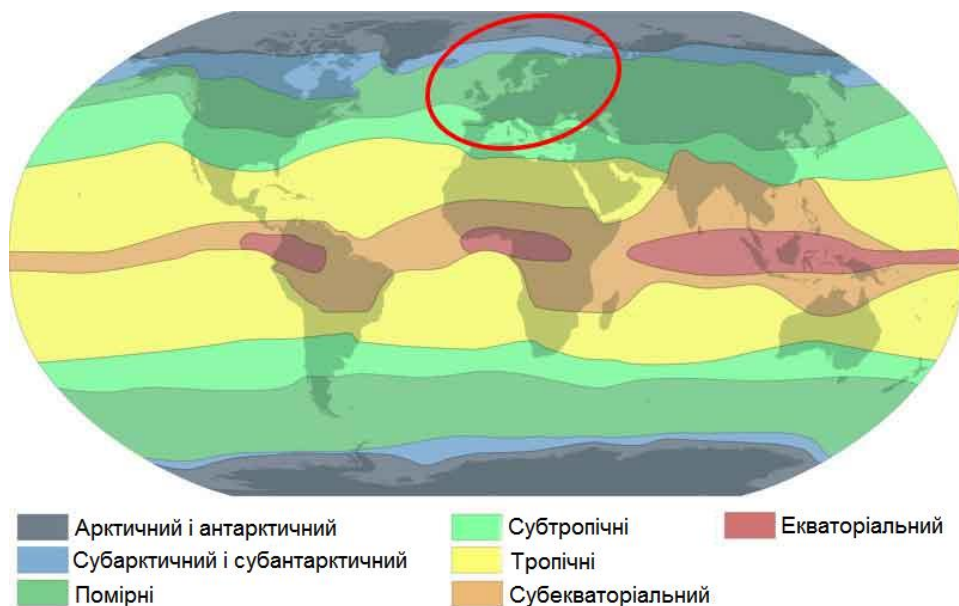 Арктичний і антарктичний
Субарктичний і субантарктичний
Помірні
Субтропічні
Тропічні
Субекваторіальний
Екваторіальний